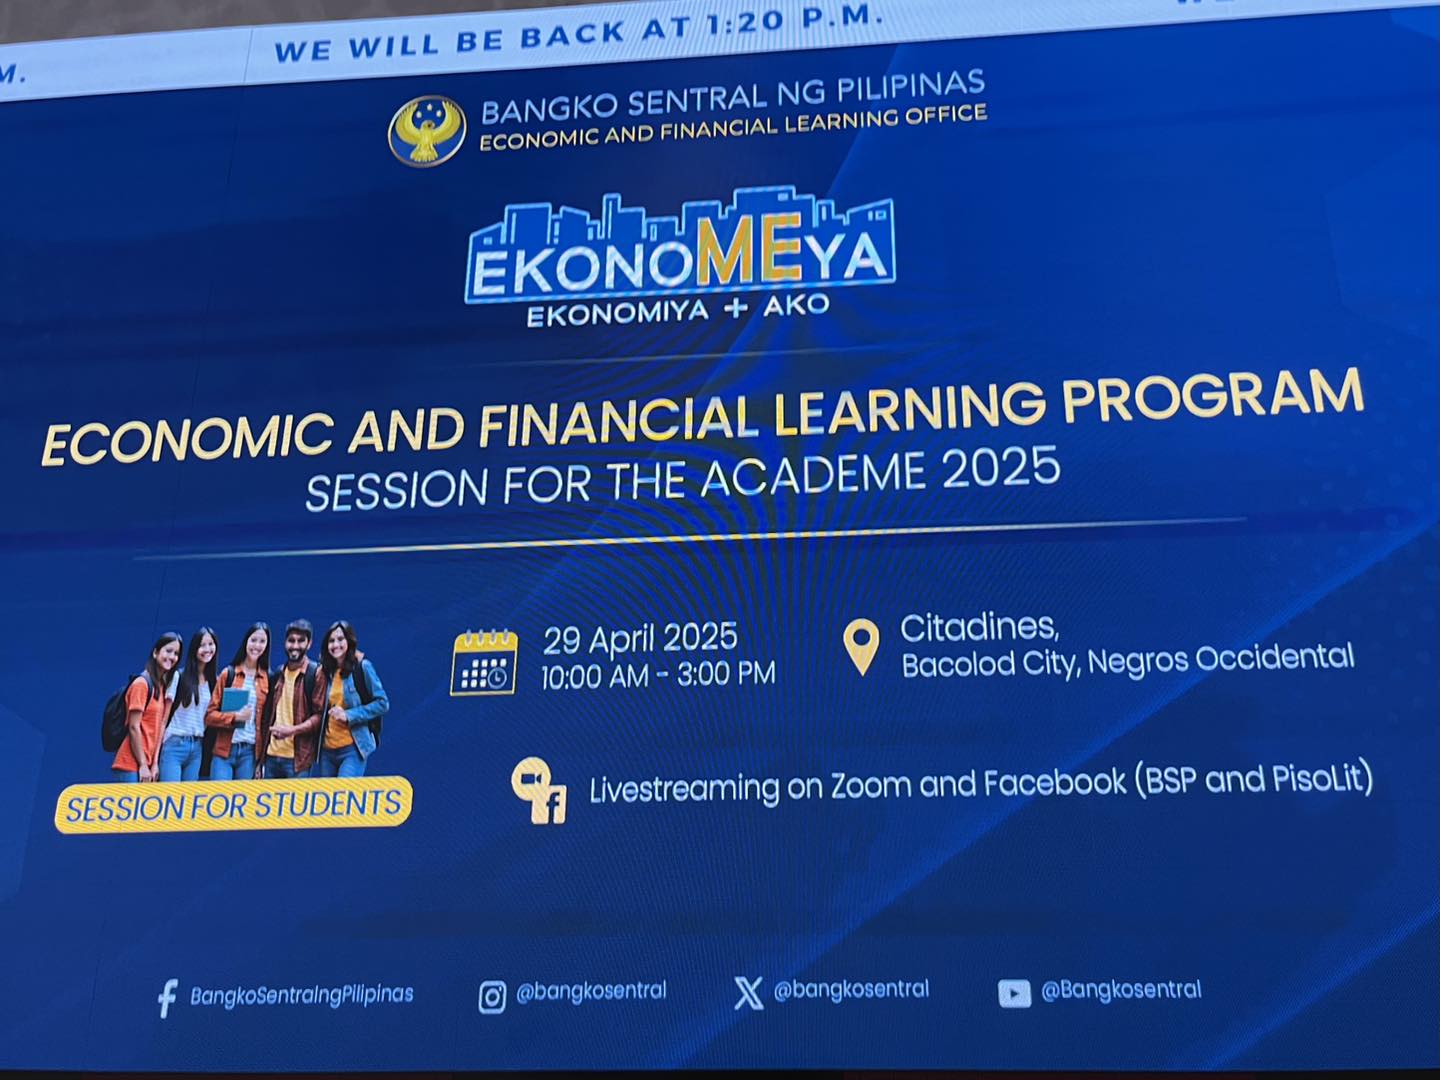 M.
WE WILL BE BACK AT 1:20 P.M.
BANGKO SENTRAL NG PILIPINAS
ECONOMIC AND FINANCIAL LEARNING OFFICE
EKONOMEYA
EKONOMIYA + AKO
ECONOMIC AND FINANCIAL LEARNING PROGRAM
SESSION FOR THE ACADEME 2025
29 April 2025
10:00 AM - 3:00 PM
Citadines,
Bacolod City, Negros Occidental
SESSION FOR STUDENTS
Livestreaming on Zoom and Facebook (BSP and PisoLit)
BangkoSentralngPilipinas
@bangkosentral
@bangkosentral
@Bangkosentral